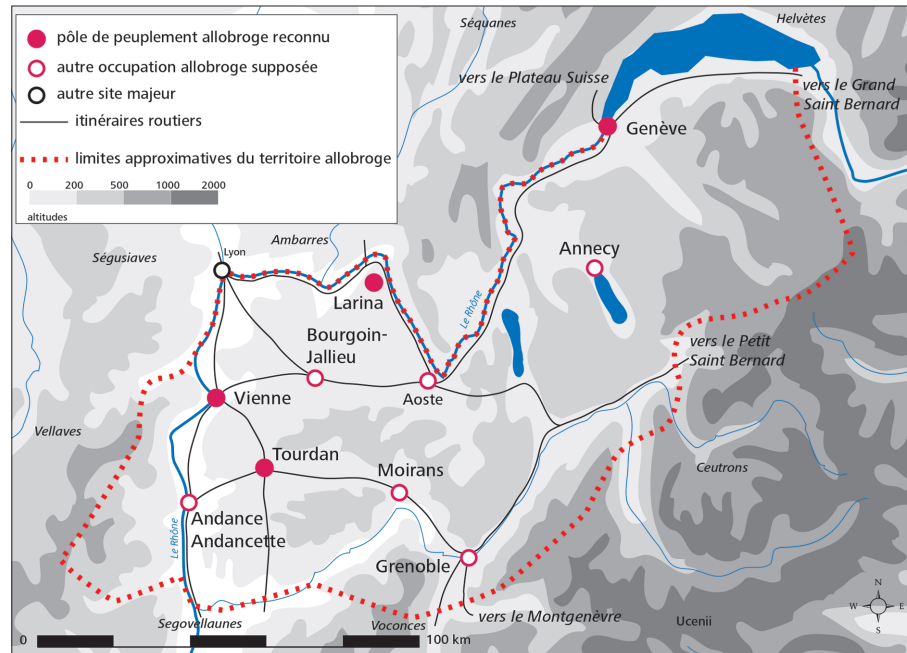 pôle de peuplement allobroge reconnu
autre occupation allobroge supposée
autre site majeur
itinéraires routiers
limites approximatives du territoire allobroge
0 200 500 1000 2000
altitudes
Séquanes
Helvètes
vers le Plateau Suisse
vers le Grand
Saint Bernard
Genève
Ambarres
Ségusiaves
Lyon
Annecy
Larina
Le Rhône
Bourgoin-
Jallieu
vers le Petit
Saint Bernard
Aoste
Vienne
Vellaves
Tourdan
Moirans
Ceutrons
Andance
Andancette
Le Rhône
Grenoble
Segovellaunes
Voconces
vers le Montgenèvre
Ucenii
N
W E
S
0 100 km